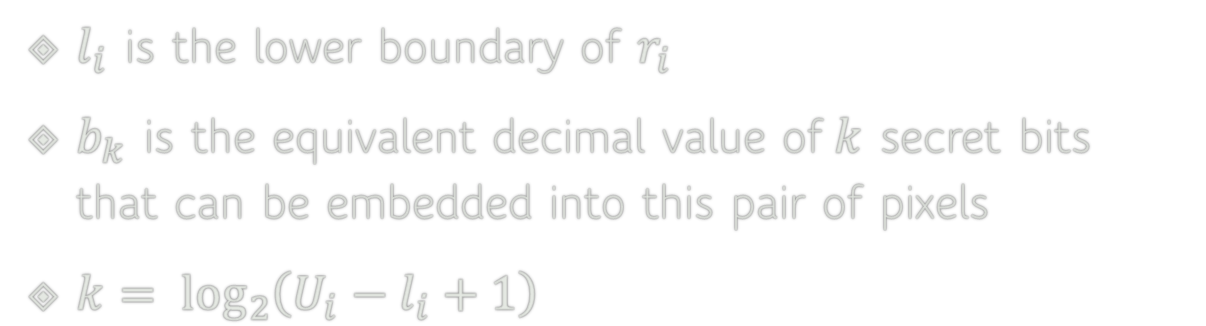 ◈ lᵢ is the lower boundary of rᵢ
◈ bₖ is the equivalent decimal value of k secret bits
that can be embedded into this pair of pixels
◈ k = log₂(Uᵢ − lᵢ + 1)